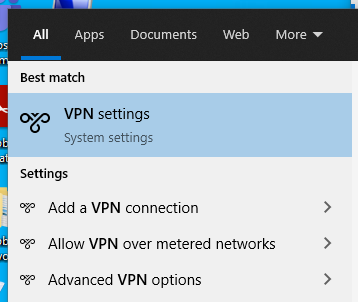 All Apps Documents Web More
Best match
VPN settings
System settings
Settings
Add a VPN connection
Allow VPN over metered networks
Advanced VPN options